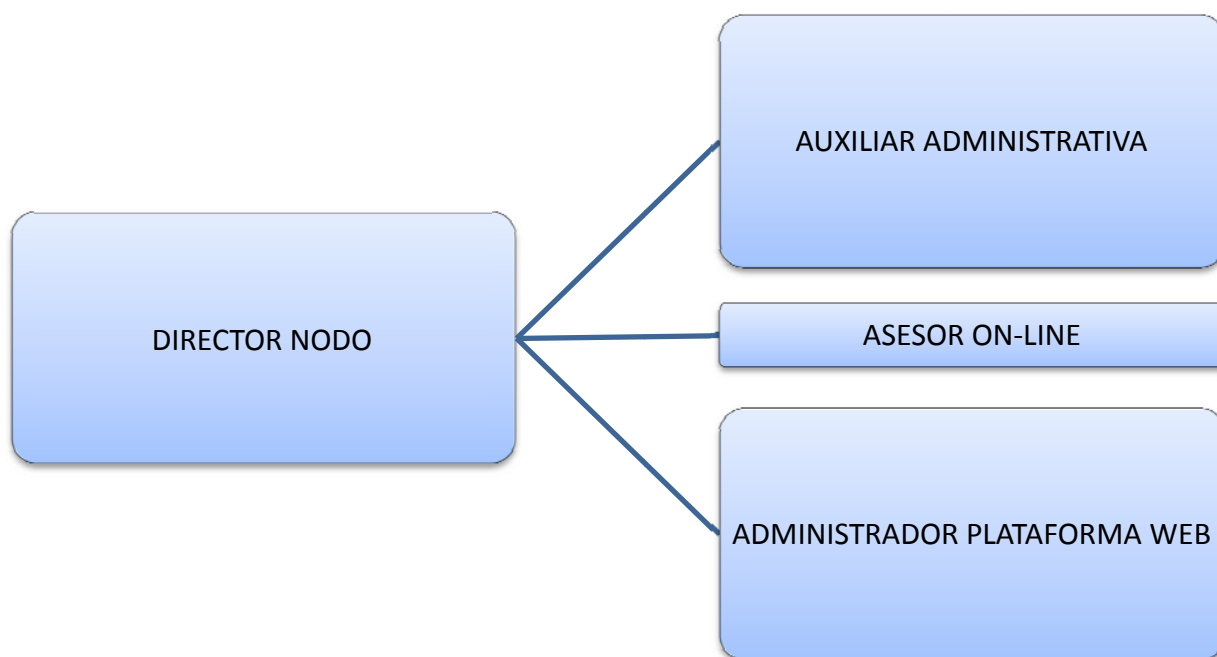 AUXILIAR ADMINISTRATIVA
DIRECTOR NODO
ASESOR ON-LINE
ADMINISTRADOR PLATAFORMA WEB